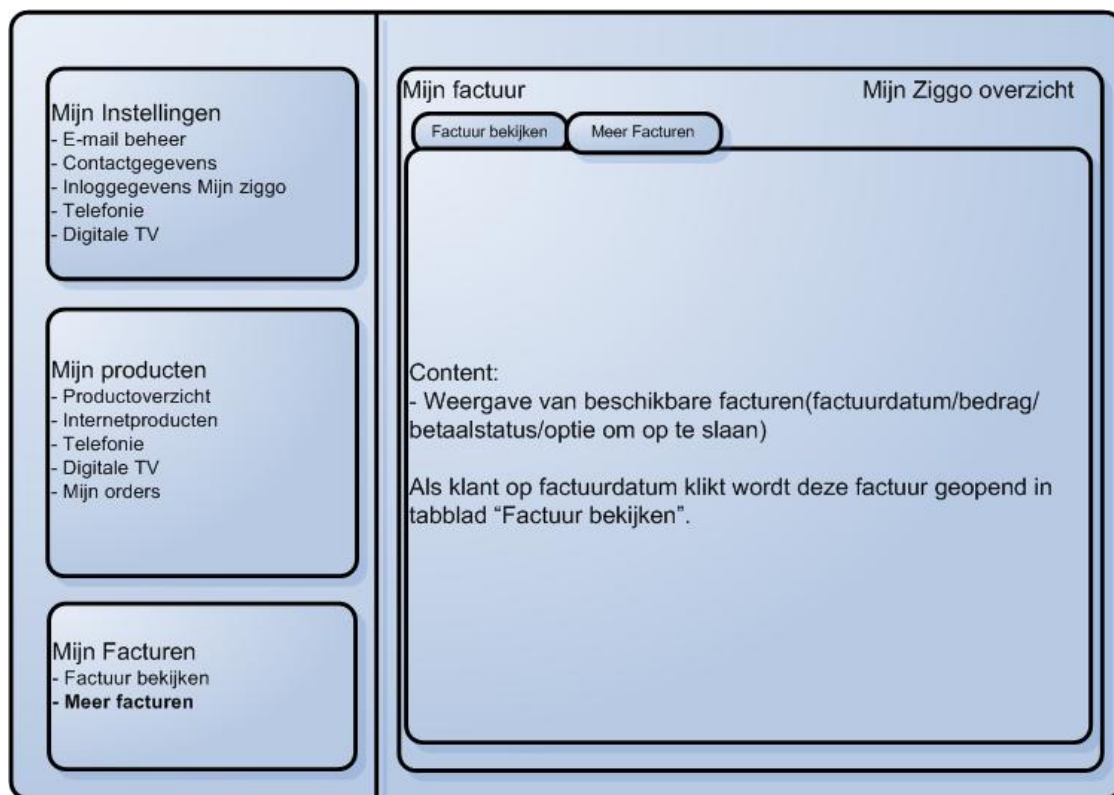 Mijn Instellingen
- E-mail beheer
- Contactgegevens
- Inloggegevens Mijn ziggo
- Telefonie
- Digitale TV
Mijn producten
- Productoverzicht
- Internetproducten
- Telefonie
- Digitale TV
- Mijn orders
Mijn Facturen
- Factuur bekijken
- Meer facturen
Mijn factuur
Mijn Ziggo overzicht
Factuur bekijken
Meer Facturen
Content:
- Weergave van beschikbare facturen(factuurdatum/bedrag/
betaalstatus/optie om op te slaan)
Als klant op factuurdatum klikt wordt deze factuur geopend in
tabblad “Factuur bekijken”.